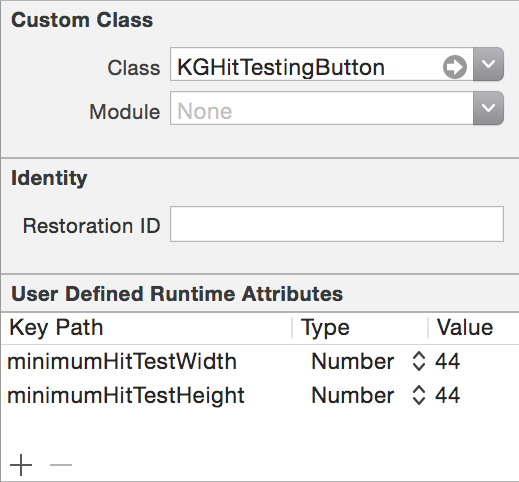 Custom Class
Class KGHitTestingButton
Module None
Identity
Restoration ID
User Defined Runtime Attributes
Key Path Type Value
minimumHitTestWidth Number 44
minimumHitTestHeight Number 44